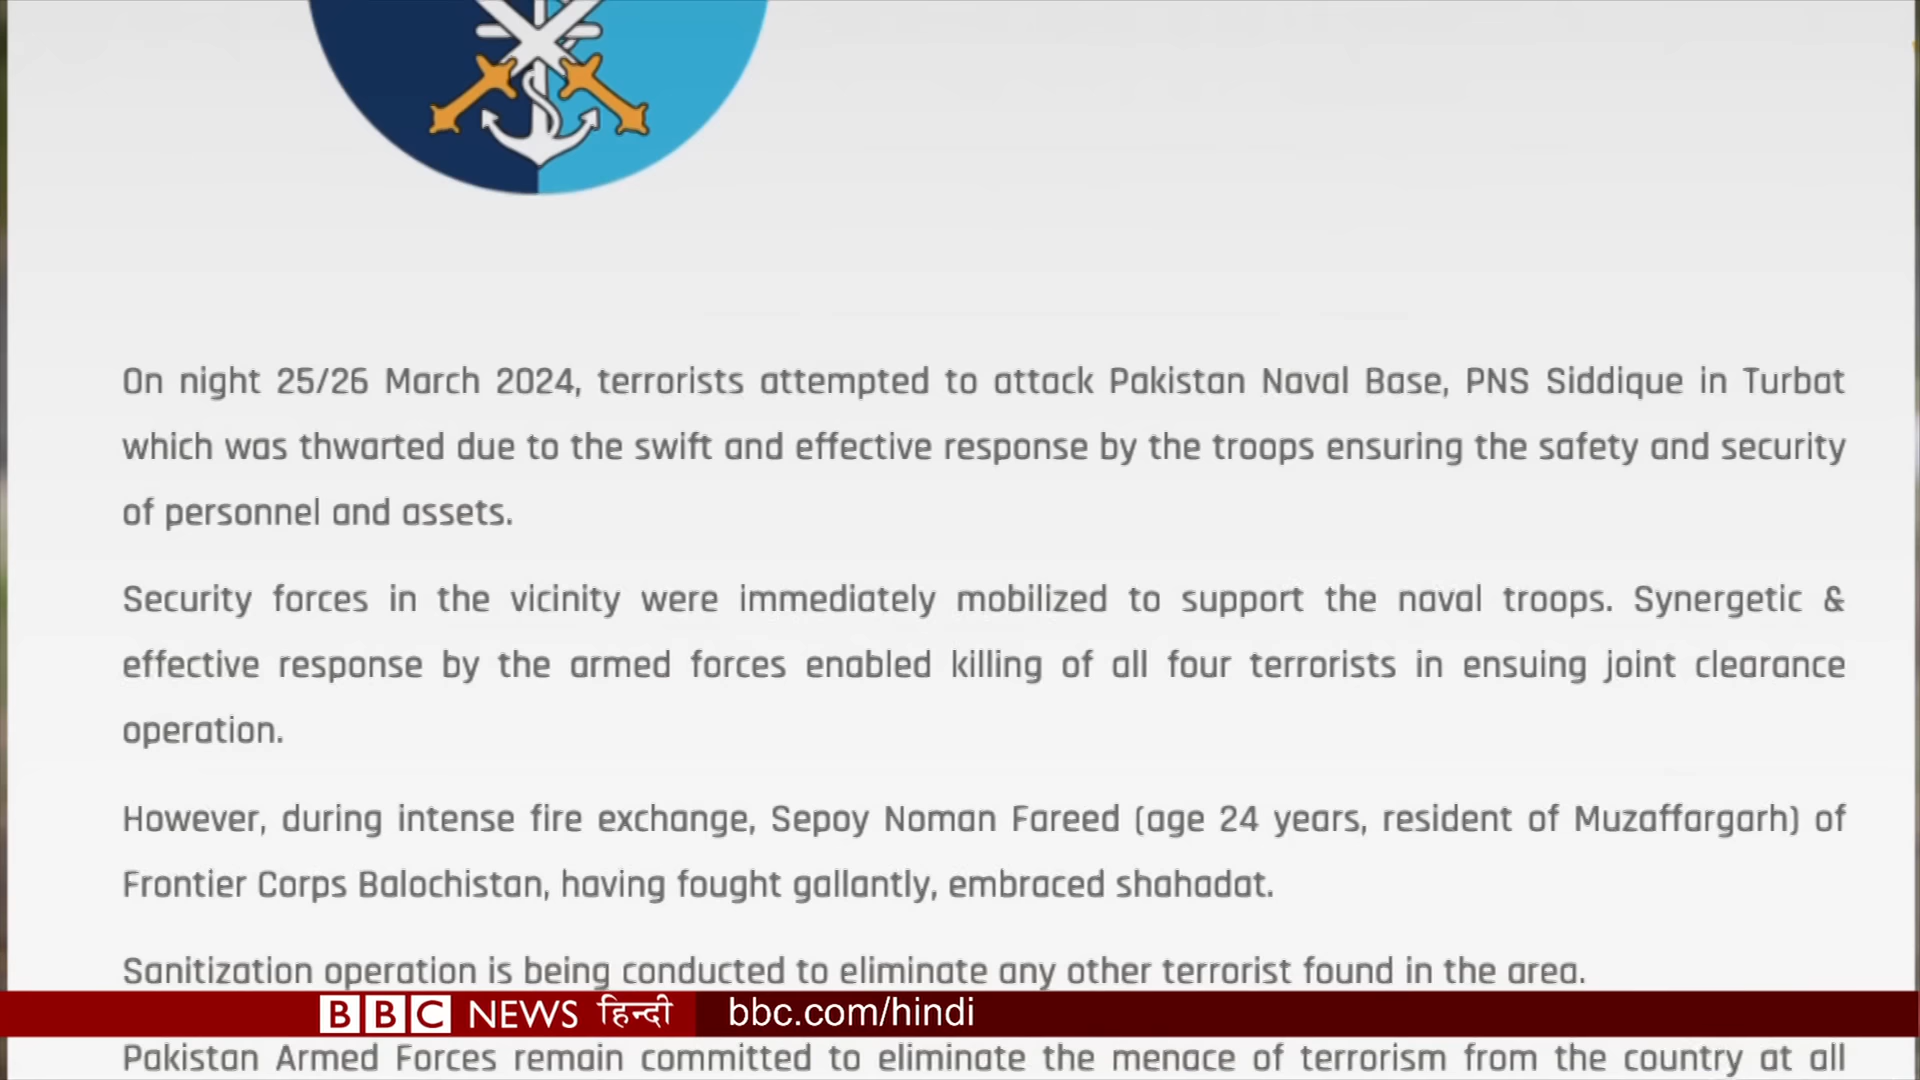 On night 25/26 March 2024, terrorists attempted to attack Pakistan Naval Base, PNS Siddique in Turbat
which was thwarted due to the swift and effective response by the troops ensuring the safety and security
of personnel and assets.
Security forces in the vicinity were immediately mobilized to support the naval troops. Synergetic &
effective response by the armed forces enabled killing of all four terrorists in ensuing joint clearance
operation.
However, during intense fire exchange, Sepoy Noman Fareed (age 24 years, resident of Muzaffargarh) of
Frontier Corps Balochistan, having fought gallantly, embraced shahadat.
Sanitization operation is being conducted to eliminate any other terrorist found in the area.
BBC NEWS हिन्दी bbc.com/hindi
Pakistan Armed Forces remain committed to eliminate the menace of terrorism from the country at all